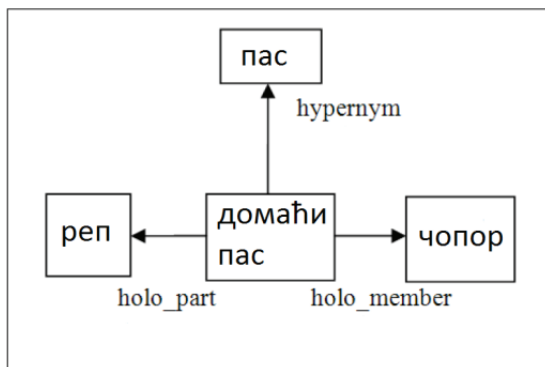 пас
hypernym
реп
домаћи
пас
чопор
holo_part
holo_member